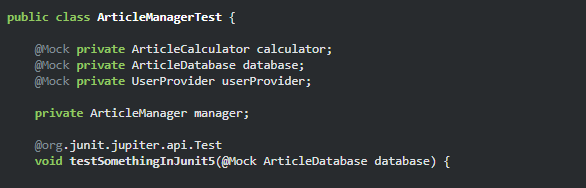 public class ArticleManagerTest {
@Mock private ArticleCalculator calculator;
@Mock private ArticleDatabase database;
@Mock private UserProvider userProvider;
private ArticleManager manager;
@org.junit.jupiter.api.Test
void testSomethingInJunit5(@Mock ArticleDatabase database) {